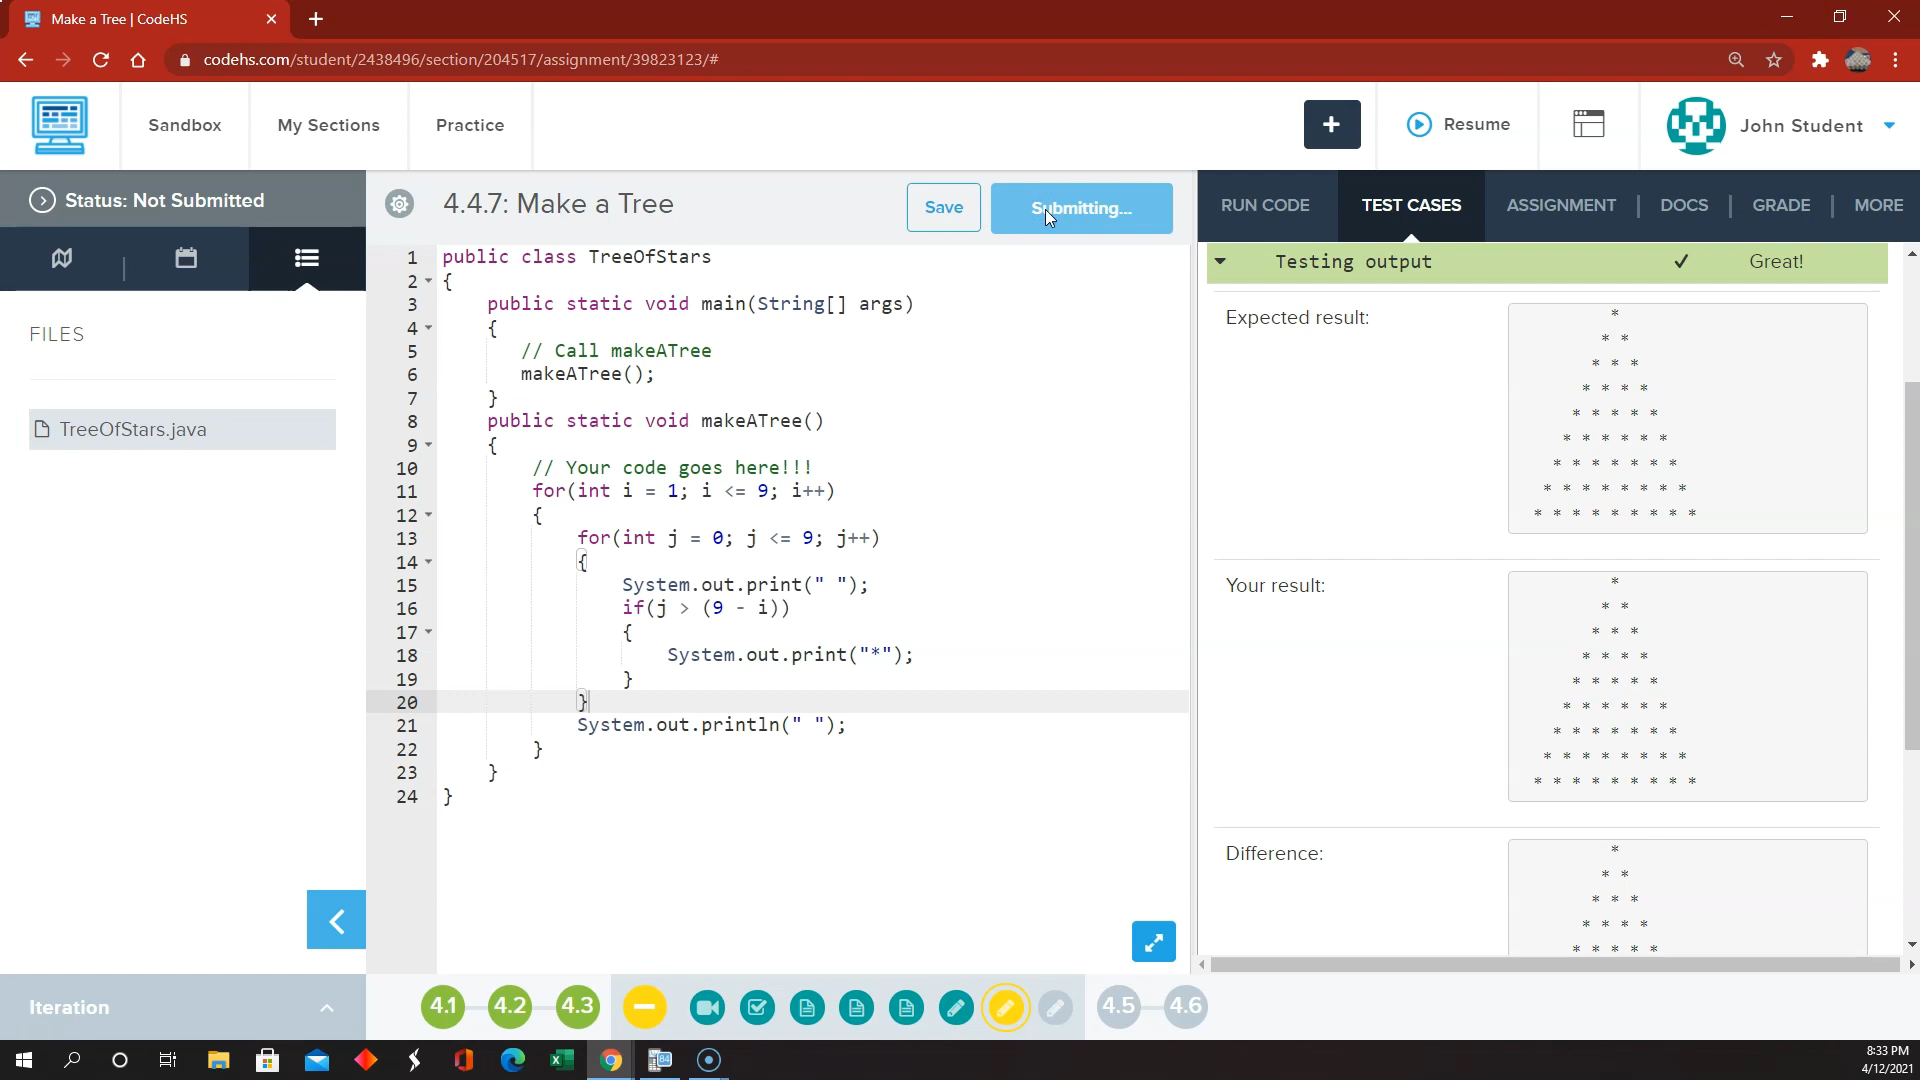 Make a Tree | CodeHS
codehs.com/student/2438496/section/204517/assignment/39823123/#
Sandbox
My Sections
Practice
+
Resume
John Student
Status: Not Submitted
4.4.7: Make a Tree
Save
Submitting...
RUN CODE
TEST CASES
ASSIGNMENT
DOCS
GRADE
MORE
FILES
TreeOfStars.java
1 public class TreeOfStars
2 {
3 public static void main(String[] args)
4 {
5 // Call makeATree
6 makeATree();
7 }
8 public static void makeATree()
9 {
10 // Your code goes here!!!
11 for(int i = 1; i <= 9; i++)
12 {
13 for(int j = 0; j <= 9; j++)
14 {
15 System.out.print(" ");
16 if(j > (9 - i))
17 {
18 System.out.print("*");
19 }
20 }
21 System.out.println(" ");
22 }
23 }
24 }
Testing output ✓ Great!
Expected result:
*
* *
* * *
* * * *
* * * * *
* * * * * *
* * * * * * *
* * * * * * * *
* * * * * * * * *
Your result:
*
* *
* * *
* * * *
* * * * *
* * * * * *
* * * * * * *
* * * * * * * *
* * * * * * * * *
Difference:
*
* *
* * *
* * * *
* * * * *
Iteration
4.1
4.2
4.3
4.5
4.6
84
8:33 PM
4/12/2021